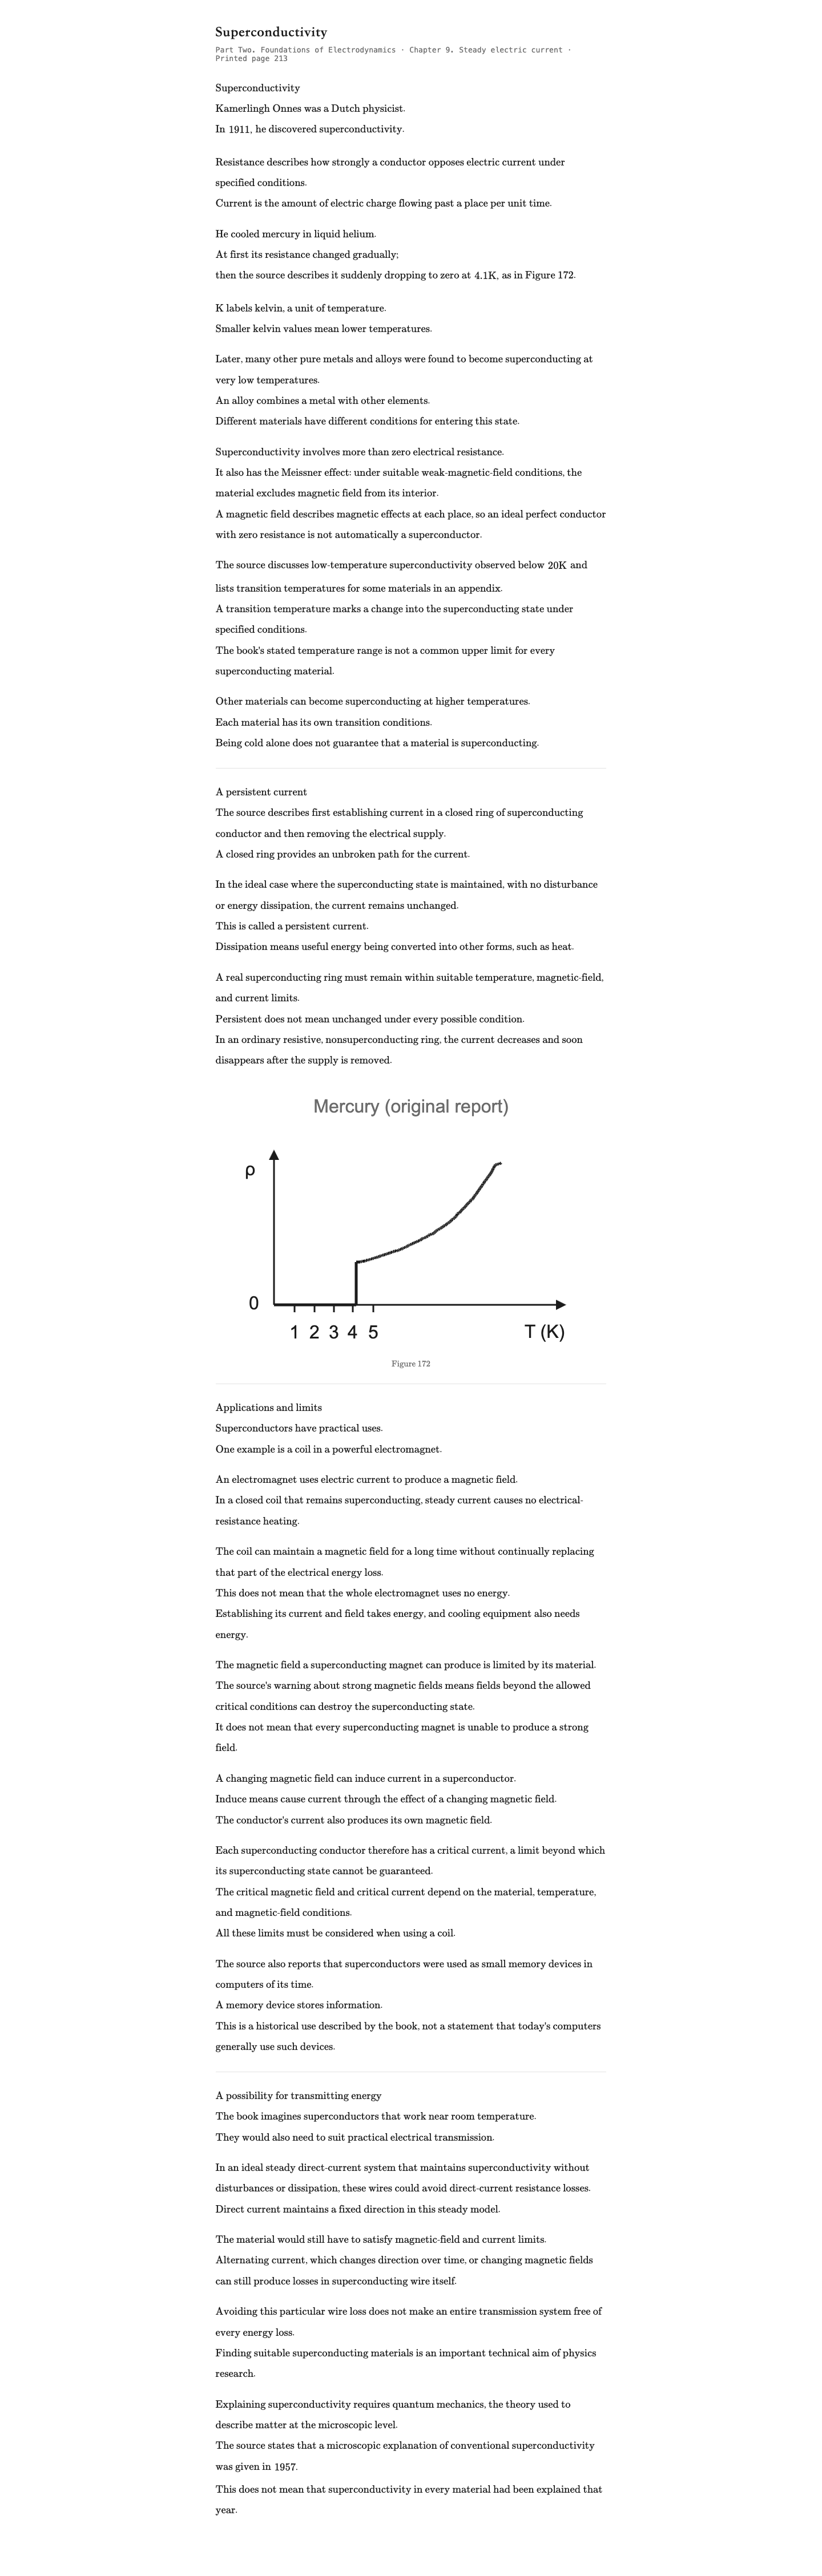 Superconductivity
Part Two. Foundations of Electrodynamics · Chapter 9. Steady electric current ·
Printed page 213
Superconductivity
Kamerlingh Onnes was a Dutch physicist.
In 1911, he discovered superconductivity.
Resistance describes how strongly a conductor opposes electric current under
specified conditions.
Current is the amount of electric charge flowing past a place per unit time.
He cooled mercury in liquid helium.
At first its resistance changed gradually;
then the source describes it suddenly dropping to zero at 4.1K, as in Figure 172.
K labels kelvin, a unit of temperature.
Smaller kelvin values mean lower temperatures.
Later, many other pure metals and alloys were found to become superconducting at
very low temperatures.
An alloy combines a metal with other elements.
Different materials have different conditions for entering this state.
Superconductivity involves more than zero electrical resistance.
It also has the Meissner effect: under suitable weak-magnetic-field conditions, the
material excludes magnetic field from its interior.
A magnetic field describes magnetic effects at each place, so an ideal perfect conductor
with zero resistance is not automatically a superconductor.
The source discusses low-temperature superconductivity observed below 20K and
lists transition temperatures for some materials in an appendix.
A transition temperature marks a change into the superconducting state under
specified conditions.
The book's stated temperature range is not a common upper limit for every
superconducting material.
Other materials can become superconducting at higher temperatures.
Each material has its own transition conditions.
Being cold alone does not guarantee that a material is superconducting.
A persistent current
The source describes first establishing current in a closed ring of superconducting
conductor and then removing the electrical supply.
A closed ring provides an unbroken path for the current.
In the ideal case where the superconducting state is maintained, with no disturbance
or energy dissipation, the current remains unchanged.
This is called a persistent current.
Dissipation means useful energy being converted into other forms, such as heat.
A real superconducting ring must remain within suitable temperature, magnetic-field,
and current limits.
Persistent does not mean unchanged under every possible condition.
In an ordinary resistive, nonsuperconducting ring, the current decreases and soon
disappears after the supply is removed.
Mercury (original report)
ρ
0
1 2 3 4 5 T (K)
Figure 172
Applications and limits
Superconductors have practical uses.
One example is a coil in a powerful electromagnet.
An electromagnet uses electric current to produce a magnetic field.
In a closed coil that remains superconducting, steady current causes no electrical-
resistance heating.
The coil can maintain a magnetic field for a long time without continually replacing
that part of the electrical energy loss.
This does not mean that the whole electromagnet uses no energy.
Establishing its current and field takes energy, and cooling equipment also needs
energy.
The magnetic field a superconducting magnet can produce is limited by its material.
The source's warning about strong magnetic fields means fields beyond the allowed
critical conditions can destroy the superconducting state.
It does not mean that every superconducting magnet is unable to produce a strong
field.
A changing magnetic field can induce current in a superconductor.
Induce means cause current through the effect of a changing magnetic field.
The conductor's current also produces its own magnetic field.
Each superconducting conductor therefore has a critical current, a limit beyond which
its superconducting state cannot be guaranteed.
The critical magnetic field and critical current depend on the material, temperature,
and magnetic-field conditions.
All these limits must be considered when using a coil.
The source also reports that superconductors were used as small memory devices in
computers of its time.
A memory device stores information.
This is a historical use described by the book, not a statement that today's computers
generally use such devices.
A possibility for transmitting energy
The book imagines superconductors that work near room temperature.
They would also need to suit practical electrical transmission.
In an ideal steady direct-current system that maintains superconductivity without
disturbances or dissipation, these wires could avoid direct-current resistance losses.
Direct current maintains a fixed direction in this steady model.
The material would still have to satisfy magnetic-field and current limits.
Alternating current, which changes direction over time, or changing magnetic fields
can still produce losses in superconducting wire itself.
Avoiding this particular wire loss does not make an entire transmission system free of
every energy loss.
Finding suitable superconducting materials is an important technical aim of physics
research.
Explaining superconductivity requires quantum mechanics, the theory used to
describe matter at the microscopic level.
The source states that a microscopic explanation of conventional superconductivity
was given in 1957.
This does not mean that superconductivity in every material had been explained that
year.